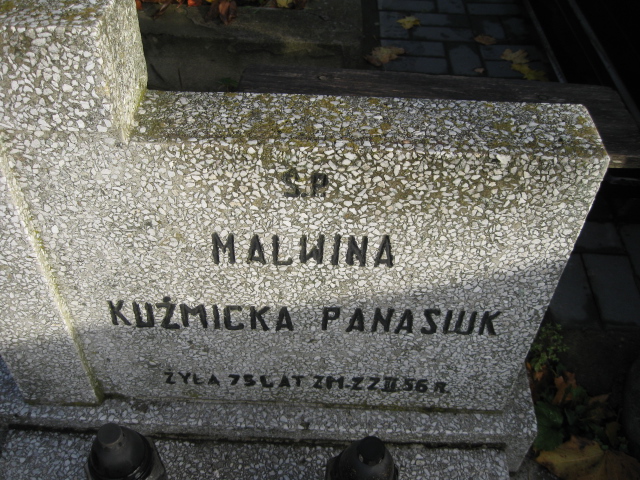 Ś.P.
MALWINA
KUŹMICKA PANASIUK
ŻYŁA 75 LAT ZM. 22 II 56 R.